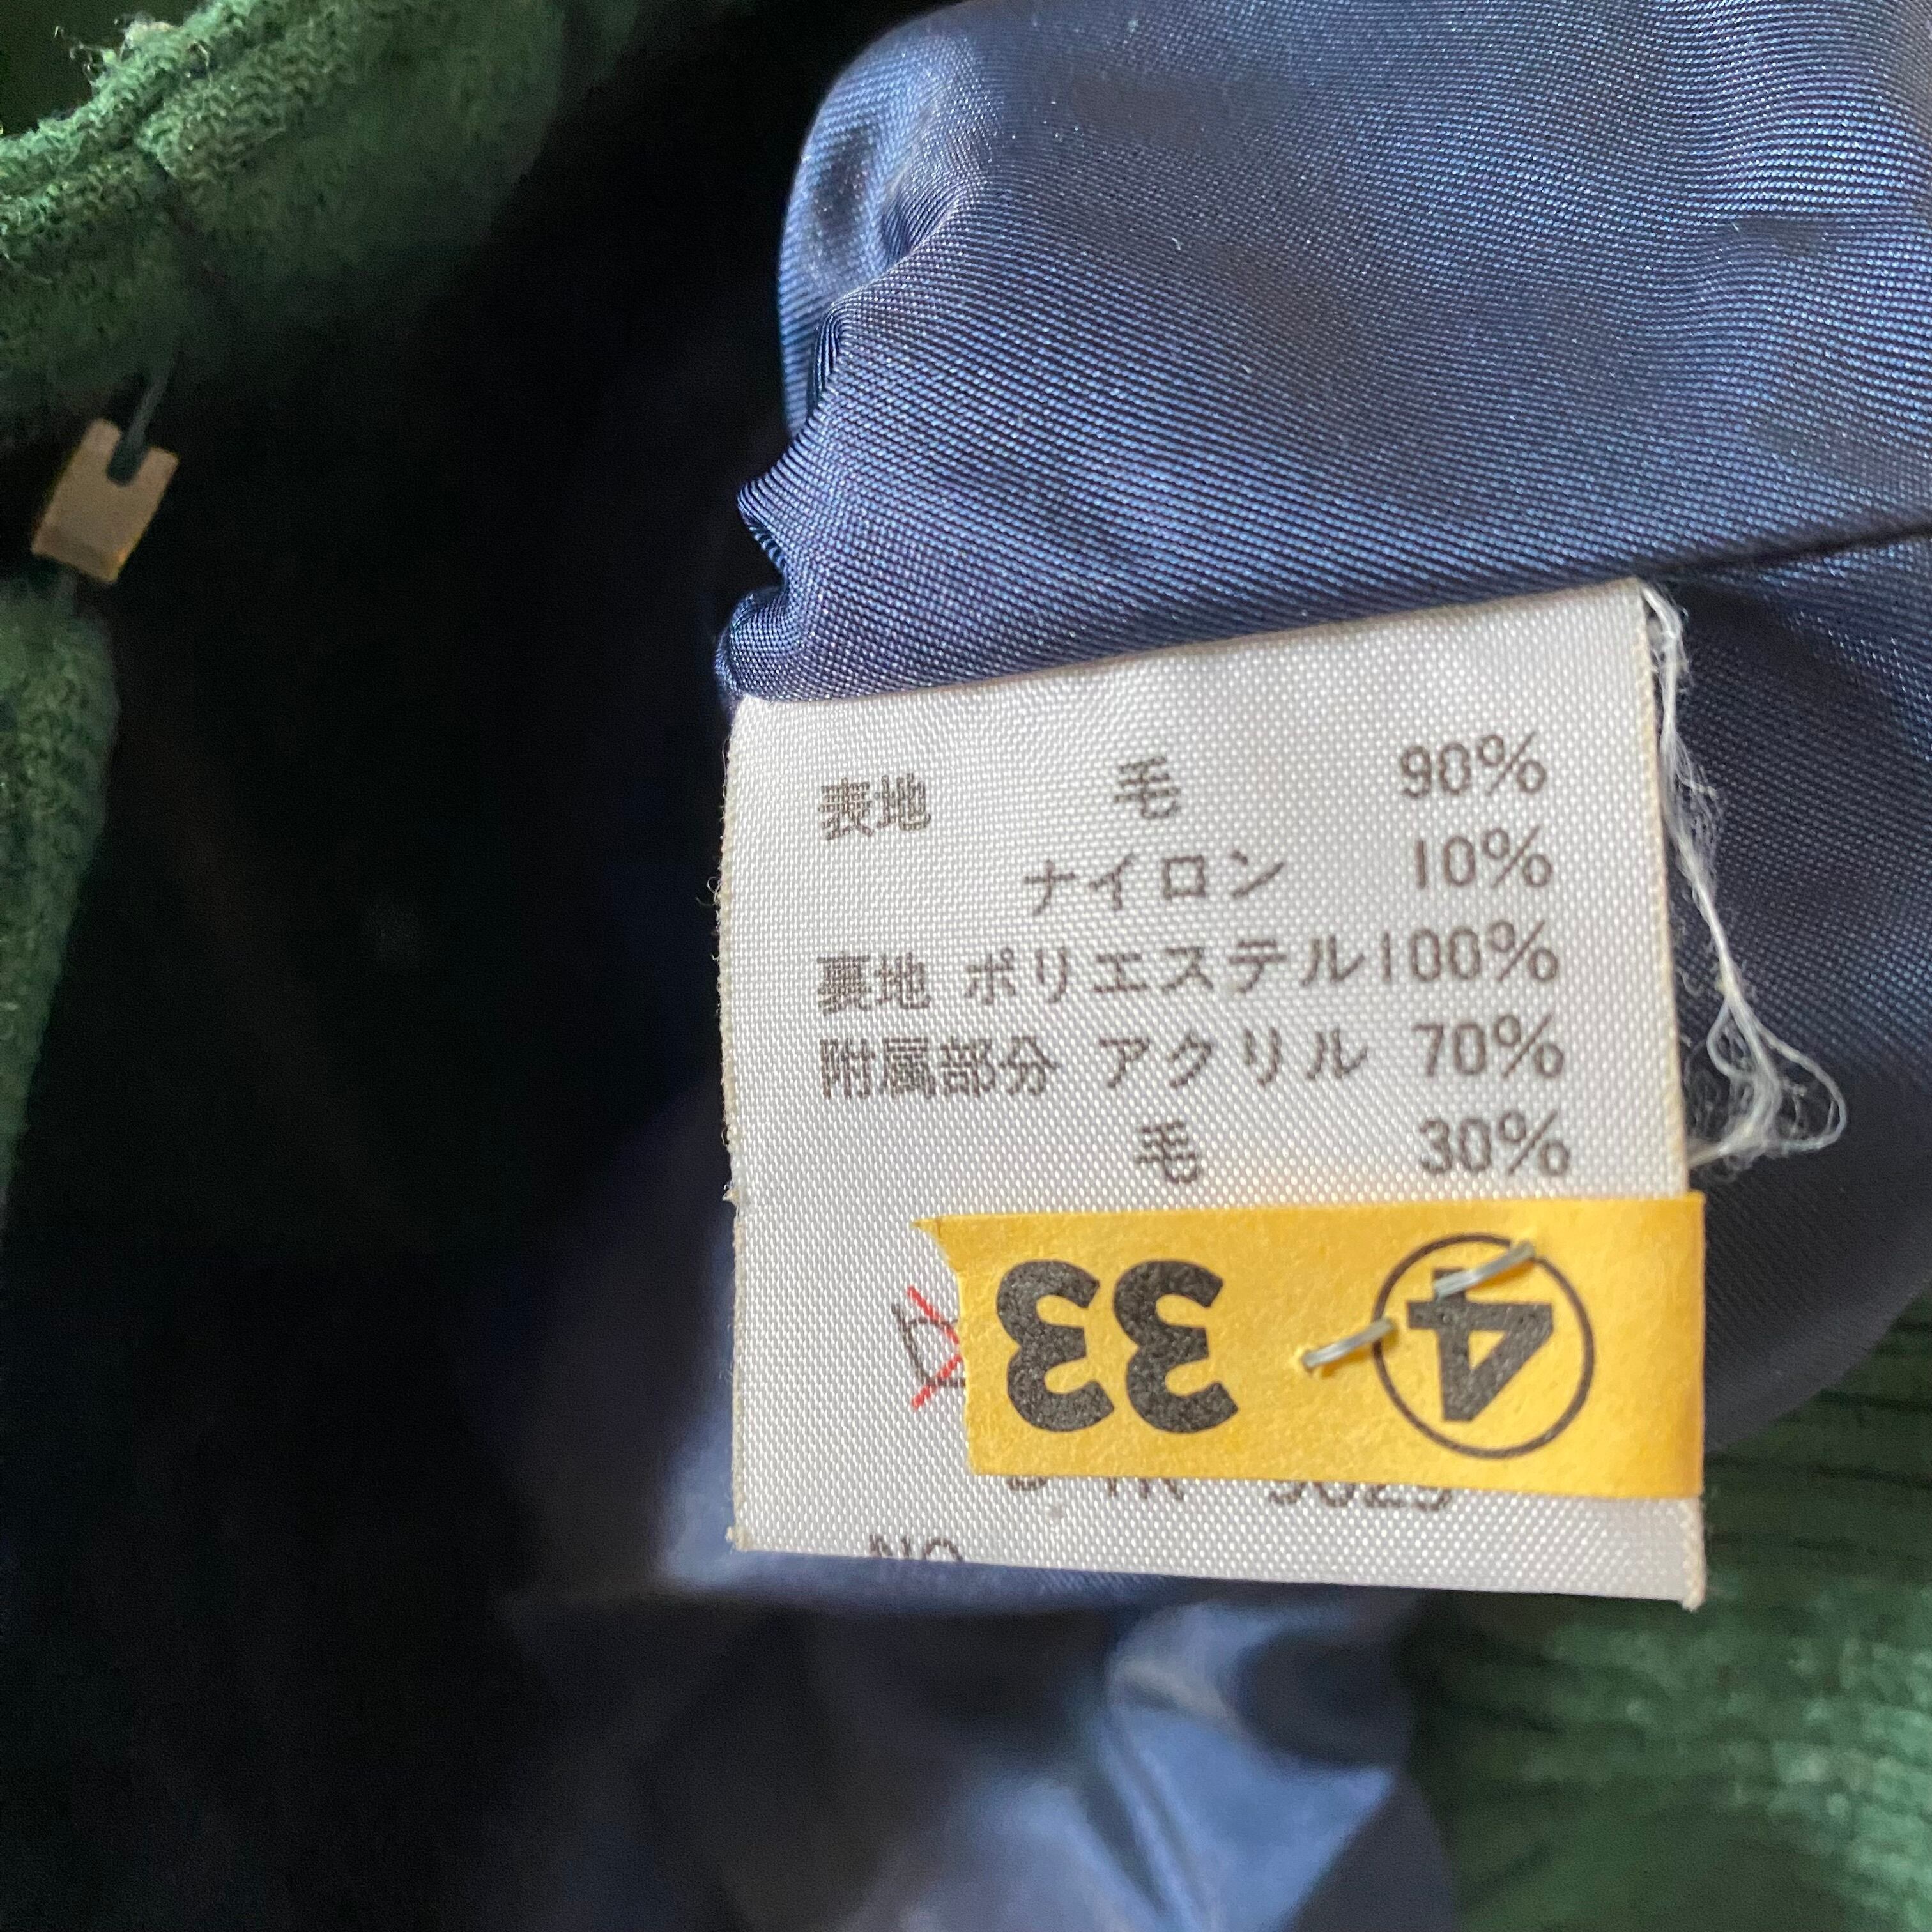 表地 毛 90%
ナイロン 10%
裏地 ポリエステル100%
附属部分 アクリル 70%
毛 30%
④ 33
NO